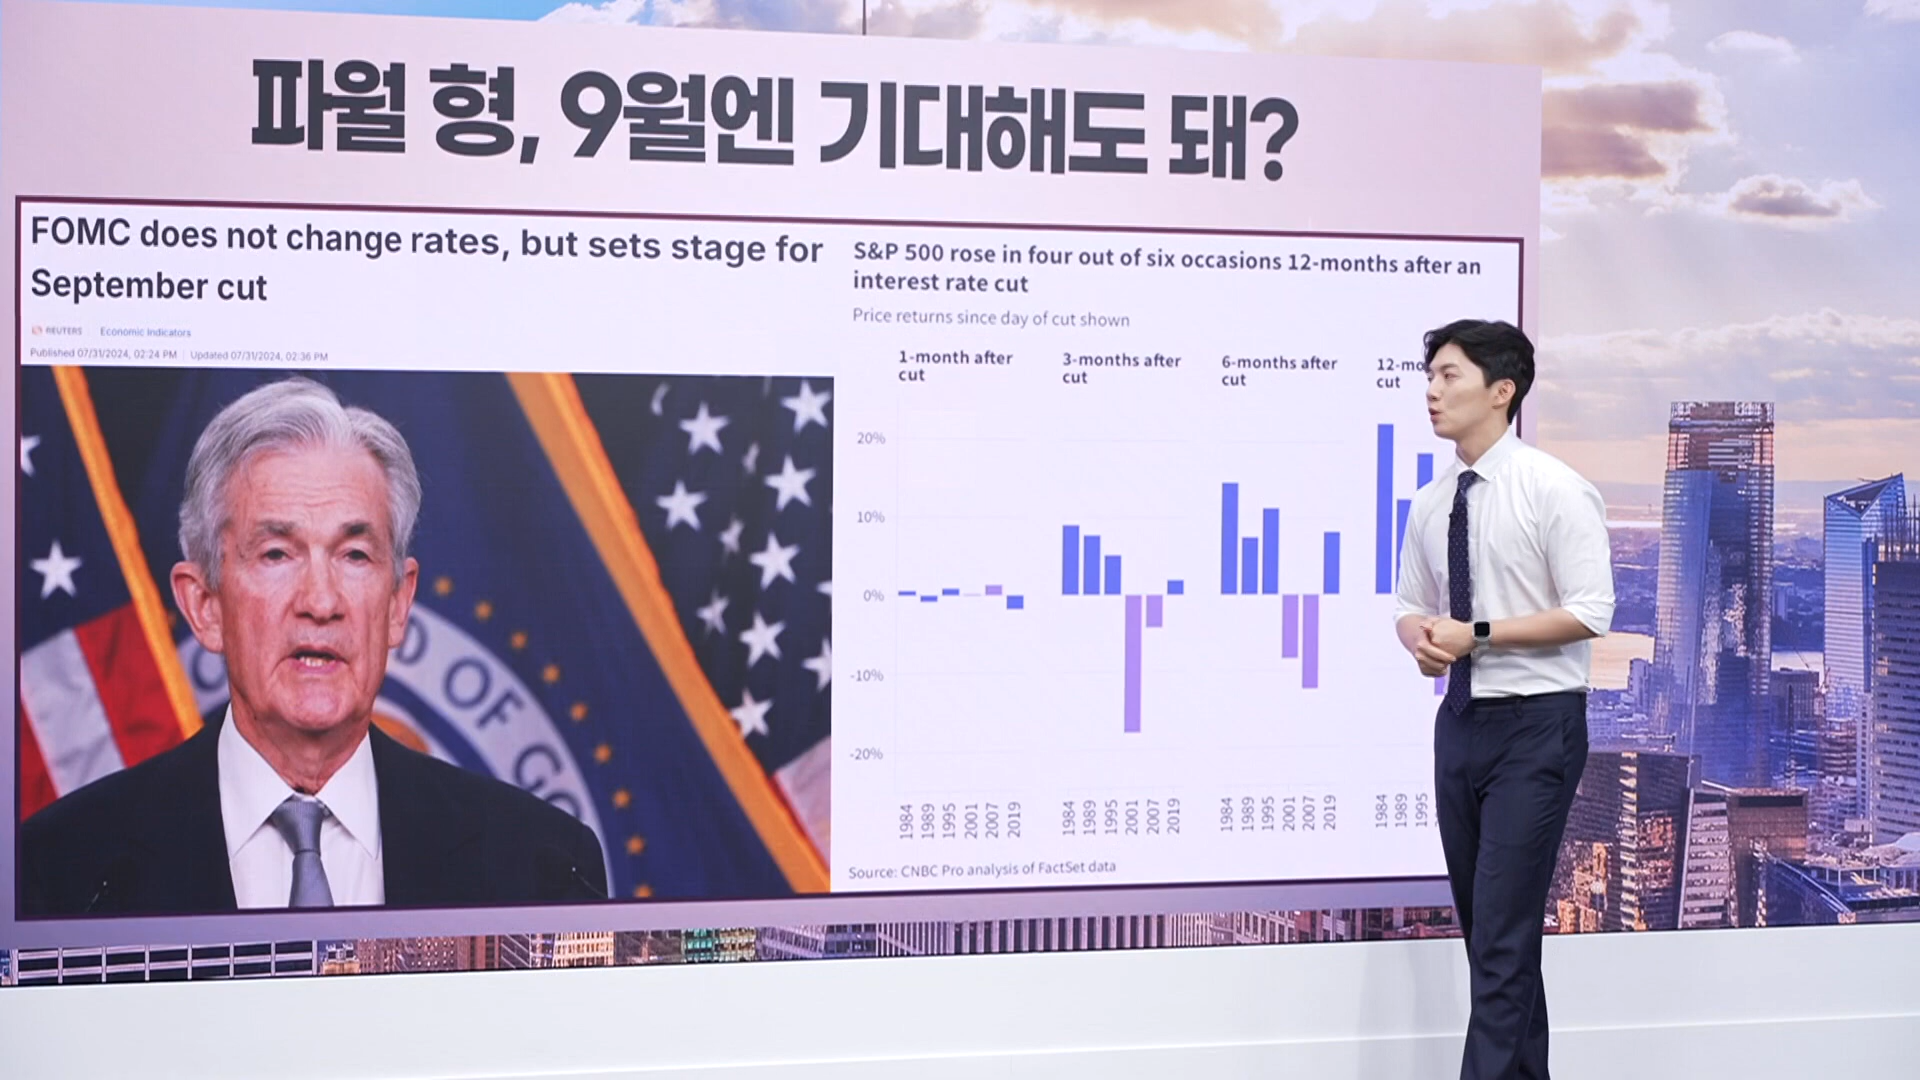 파월 형, 9월엔 기대해도 돼?
FOMC does not change rates, but sets stage for
September cut
REUTERS Economic Indicators
Published 07/31/2024, 02:24 PM | Updated 07/31/2024, 02:36 PM
D OF GO
S&P 500 rose in four out of six occasions 12-months after an
interest rate cut
Price returns since day of cut shown
1-month after
cut
3-months after
cut
6-months after
cut
12-mo
cut
20%
10%
0%
-10%
-20%
1984 1989 1995 2001 2007 2019
1984 1989 1995 2001 2007 2019
1984 1989 1995 2001 2007 2019
1984 1989 1995
Source: CNBC Pro analysis of FactSet data